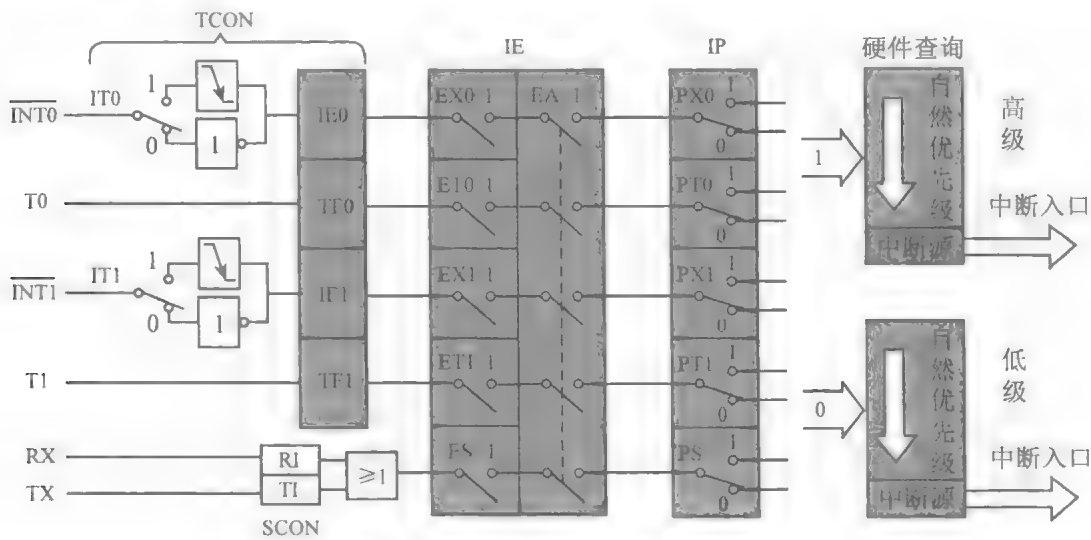 TCON
IE
IP
硬件查询
INT0
IT0
1
0
1
IE0
EX0 1
EA 1
PX0
1
0
1
自然优先级
中断源
高级
中断入口
T0
TF0
ET0 1
PT0
1
0
INT1
IT1
1
0
1
IE1
EX1 1
PX1
1
0
T1
TF1
ET1 1
PT1
1
0
0
自然优先级
中断源
低级
中断入口
RX
TX
RI
TI
≥1
SCON
ES 1
PS
1
0